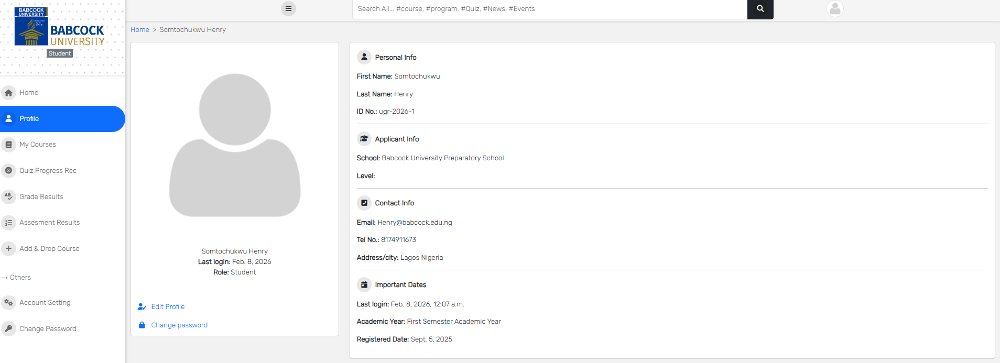 BABCOCK
UNIVERSITY
BABCOCK
UNIVERSITY
Student
Search All... #course, #program, #Quiz, #News, #Events
Home > Somtochukwu Henry
Home
Profile
My Courses
Quiz Progress Rec
Grade Results
Assesment Results
Add & Drop Course
→ Others
Account Setting
Change Password
Somtochukwu Henry
Last login: Feb. 8, 2026
Role: Student
Edit Profile
Change password
Personal Info
First Name: Somtochukwu
Last Name: Henry
ID No.: ugr-2026-1
Applicant Info
School: Babcock University Preparatory School
Level:
Contact Info
Email: Henry@babcock.edu.ng
Tel No.: 8174911673
Address/city: Lagos Nigeria
Important Dates
Last login: Feb. 8, 2026, 12:07 a.m.
Academic Year: First Semester Academic Year
Registered Date: Sept. 5, 2025